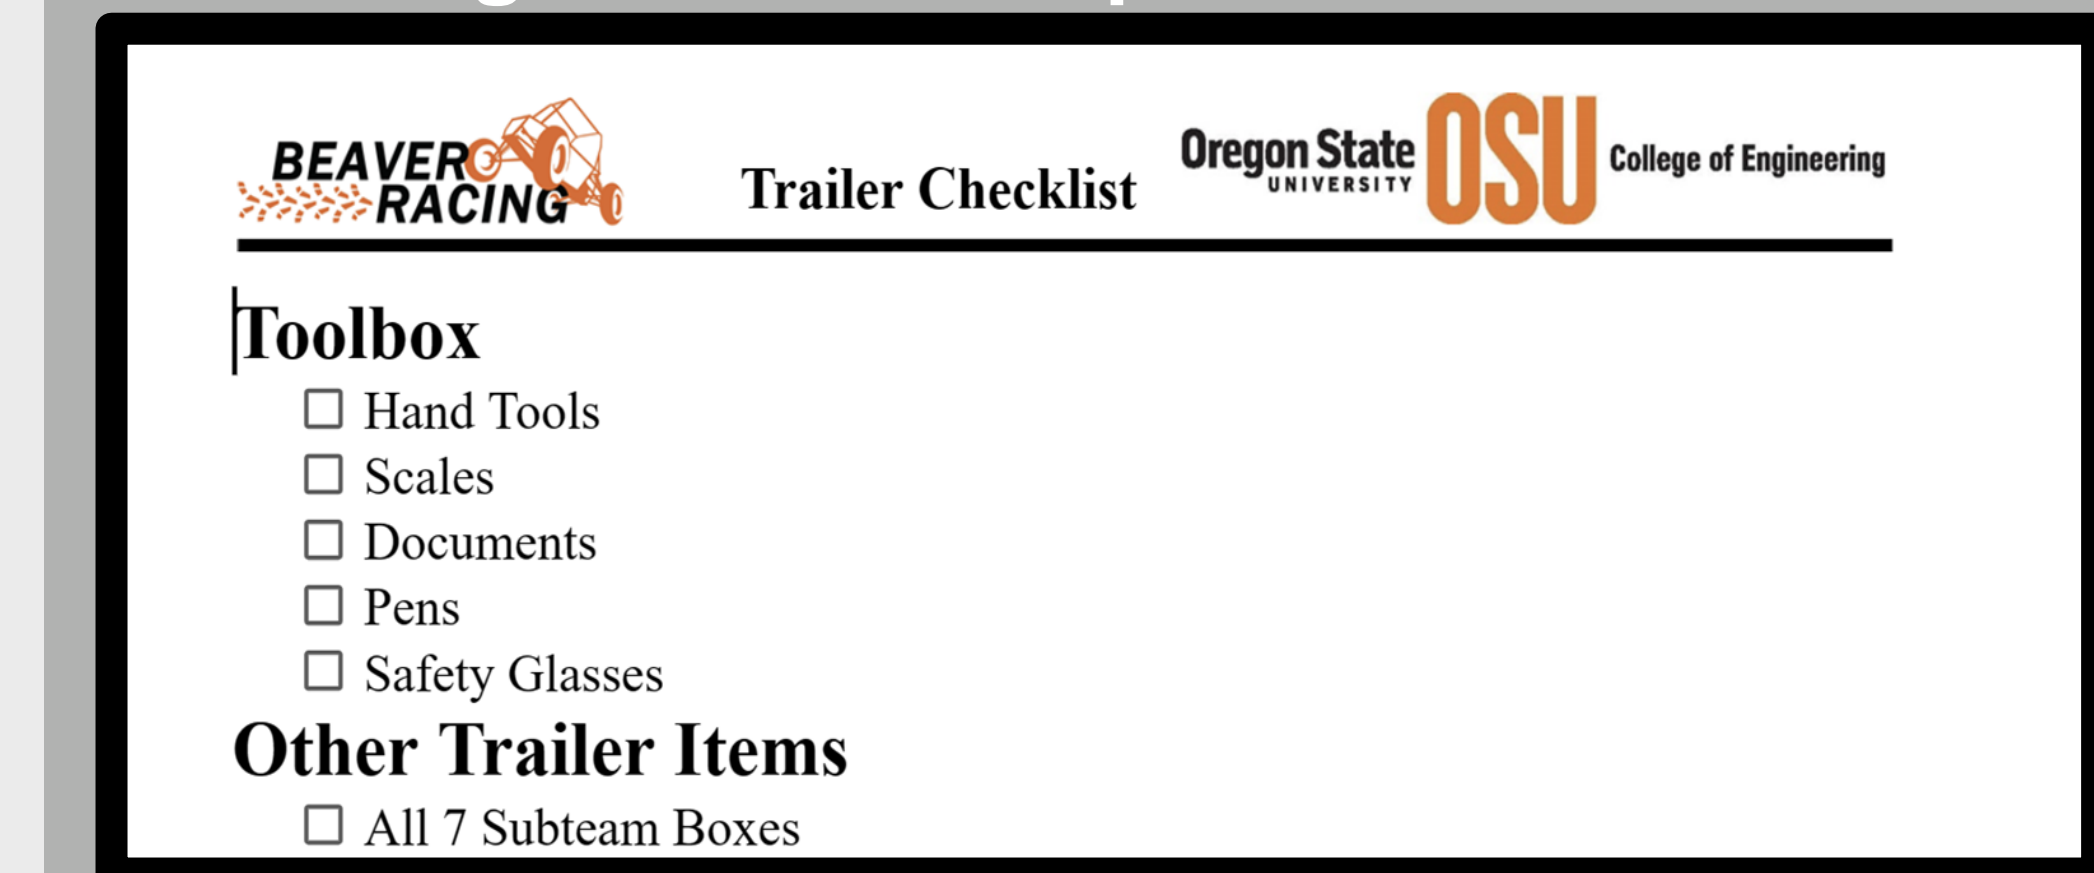 BEAVER
RACING
Trailer Checklist
Oregon State
UNIVERSITY
OSU
College of Engineering
Toolbox
Hand Tools
Scales
Documents
Pens
Safety Glasses
Other Trailer Items
All 7 Subteam Boxes